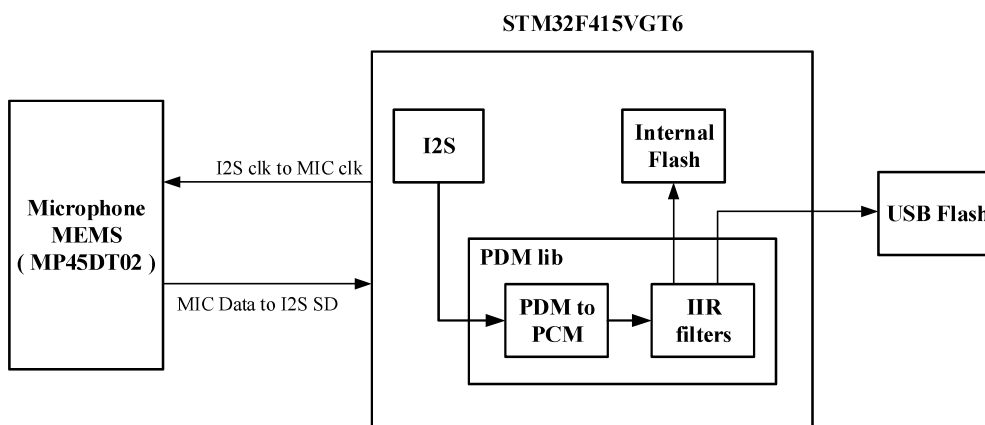 STM32F415VGT6
I2S
Internal
Flash
I2S clk to MIC clk
Microphone
MEMS
( MP45DT02 )
USB Flash
PDM lib
MIC Data to I2S SD
PDM to
PCM
IIR
filters